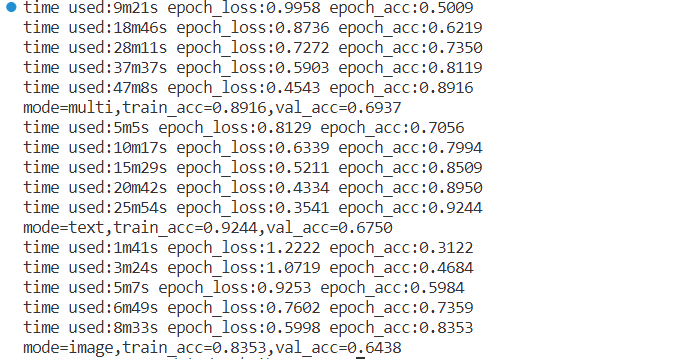 time used:9m21s epoch_loss:0.9958 epoch_acc:0.5009
time used:18m46s epoch_loss:0.8736 epoch_acc:0.6219
time used:28m11s epoch_loss:0.7272 epoch_acc:0.7350
time used:37m37s epoch_loss:0.5903 epoch_acc:0.8119
time used:47m8s epoch_loss:0.4543 epoch_acc:0.8916
mode=multi,train_acc=0.8916,val_acc=0.6937
time used:5m5s epoch_loss:0.8129 epoch_acc:0.7056
time used:10m17s epoch_loss:0.6339 epoch_acc:0.7994
time used:15m29s epoch_loss:0.5211 epoch_acc:0.8509
time used:20m42s epoch_loss:0.4334 epoch_acc:0.8950
time used:25m54s epoch_loss:0.3541 epoch_acc:0.9244
mode=text,train_acc=0.9244,val_acc=0.6750
time used:1m41s epoch_loss:1.2222 epoch_acc:0.3122
time used:3m24s epoch_loss:1.0719 epoch_acc:0.4684
time used:5m7s epoch_loss:0.9253 epoch_acc:0.5984
time used:6m49s epoch_loss:0.7602 epoch_acc:0.7359
time used:8m33s epoch_loss:0.5998 epoch_acc:0.8353
mode=image,train_acc=0.8353,val_acc=0.6438